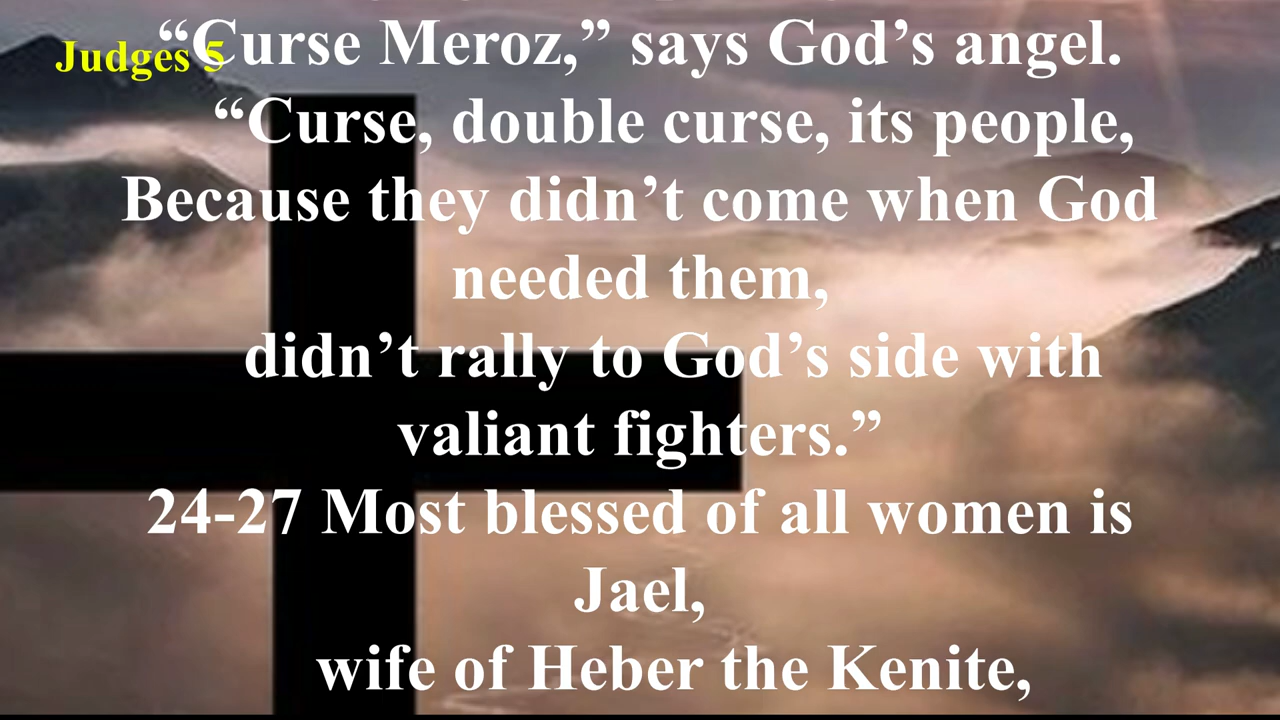 Judges 5
“Curse Meroz,” says God’s angel.
“Curse, double curse, its people,
Because they didn’t come when God
needed them,
didn’t rally to God’s side with
valiant fighters.”
24-27 Most blessed of all women is
Jael,
wife of Heber the Kenite,